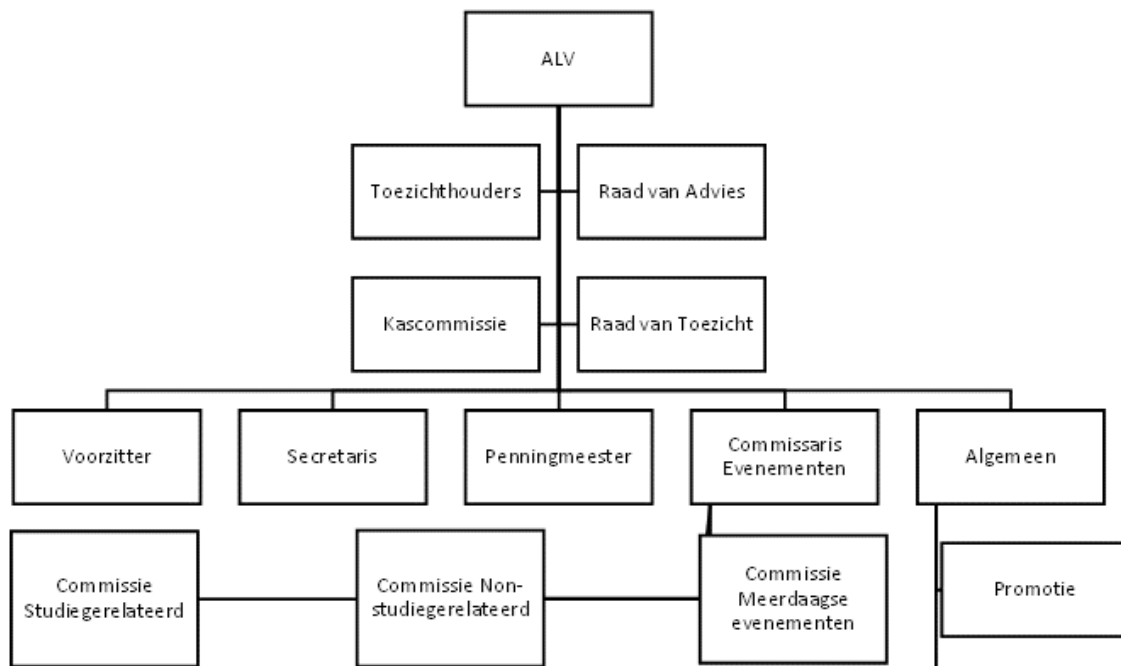 ALV
Toezichthouders
Raad van Advies
Kascommissie
Raad van Toezicht
Voorzitter
Secretaris
Penningmeester
Commissaris
Evenementen
Algemeen
Commissie
Studiegerelateerd
Commissie Non-
studiegerelateerd
Commissie
Meerdaagse
evenementen
Promotie